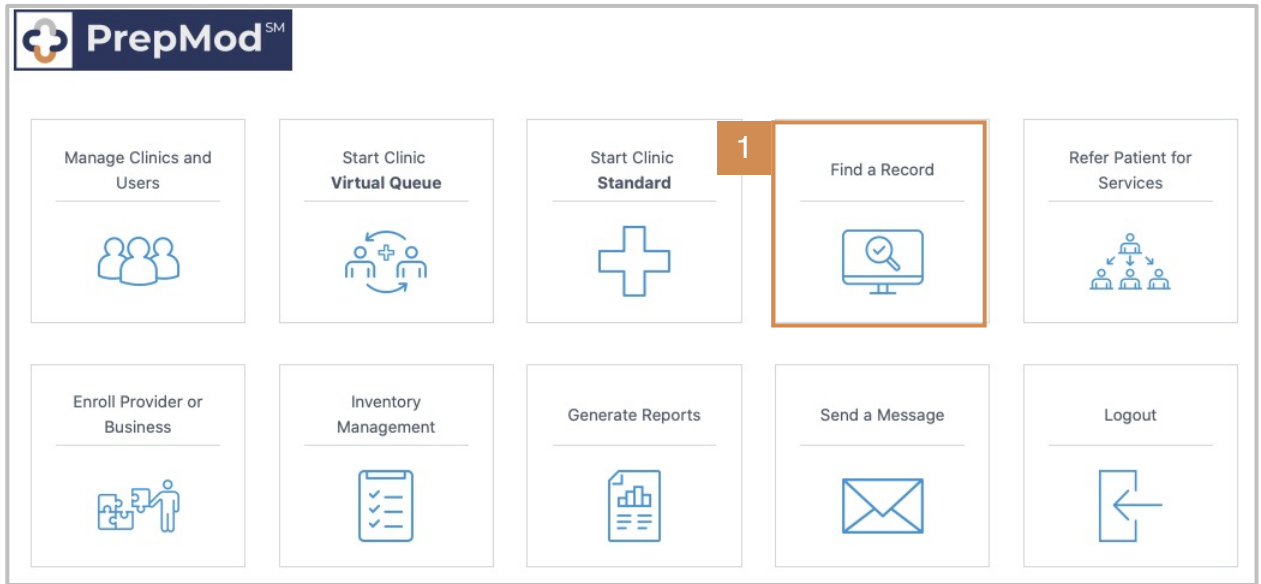 PrepMod SM
Manage Clinics and
Users
Start Clinic
Virtual Queue
Start Clinic
Standard
1
Find a Record
Refer Patient for
Services
Enroll Provider or
Business
Inventory
Management
Generate Reports
Send a Message
Logout